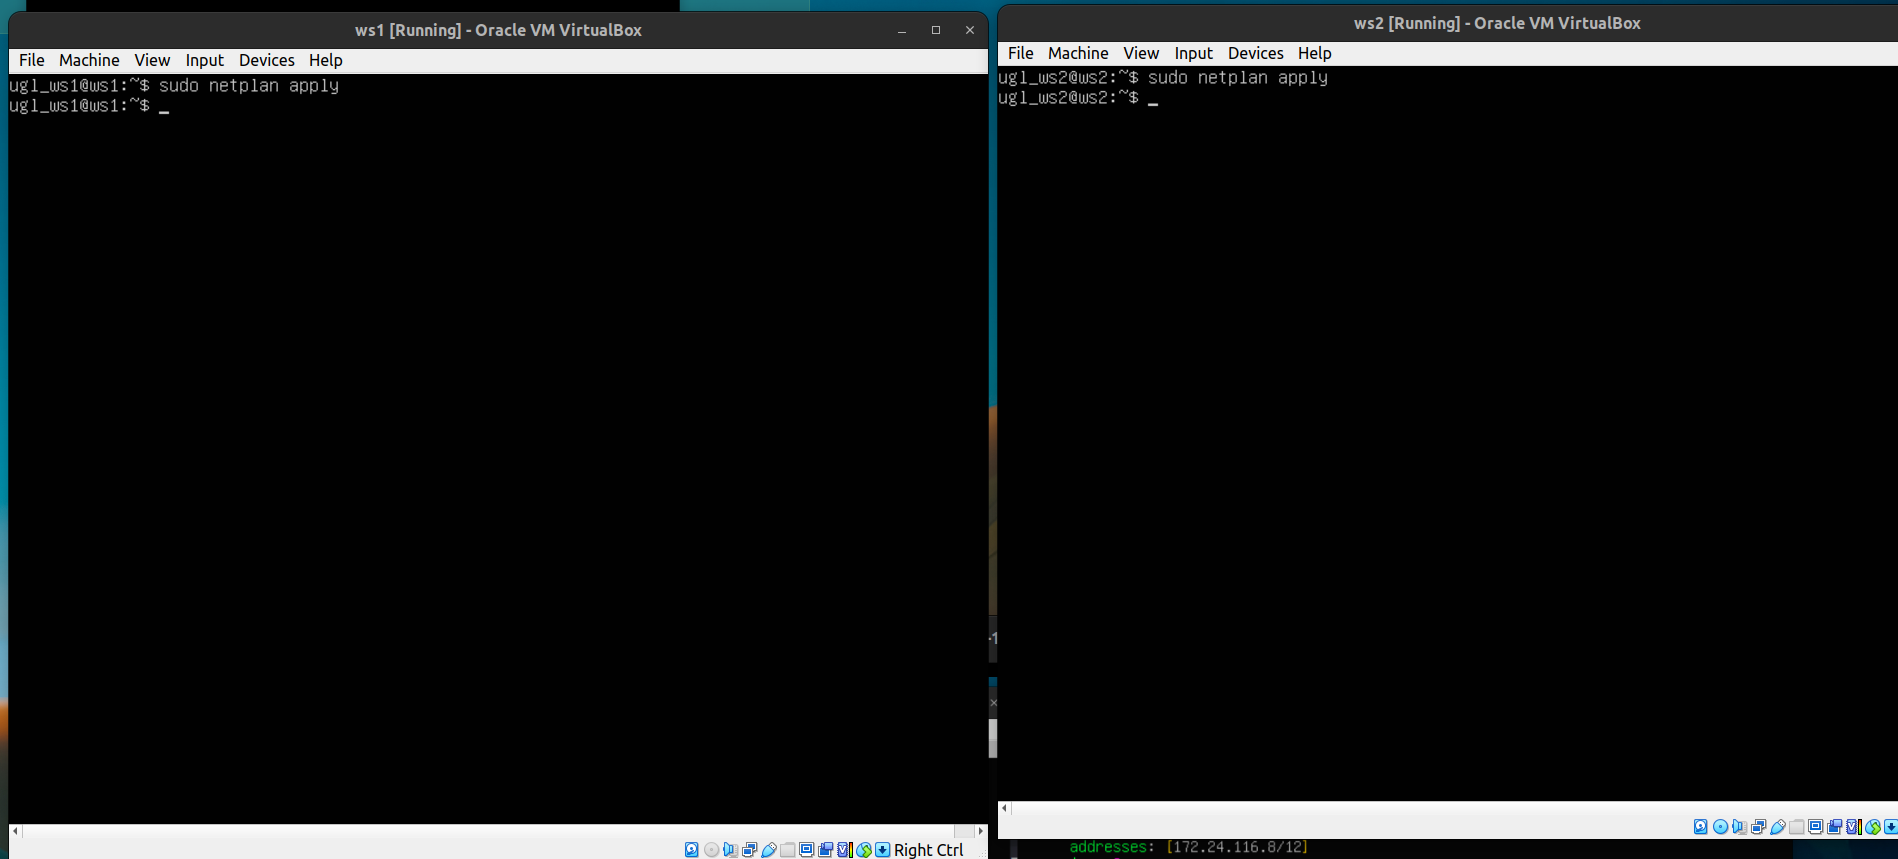 ws1 [Running] - Oracle VM VirtualBox
File Machine View Input Devices Help
ugl_ws1@ws1:~$ sudo netplan apply
ugl_ws1@ws1:~$ _
Right Ctrl
ws2 [Running] - Oracle VM VirtualBox
File Machine View Input Devices Help
ugl_ws2@ws2:~$ sudo netplan apply
ugl_ws2@ws2:~$ _
-1
addresses: [172.24.116.8/12]